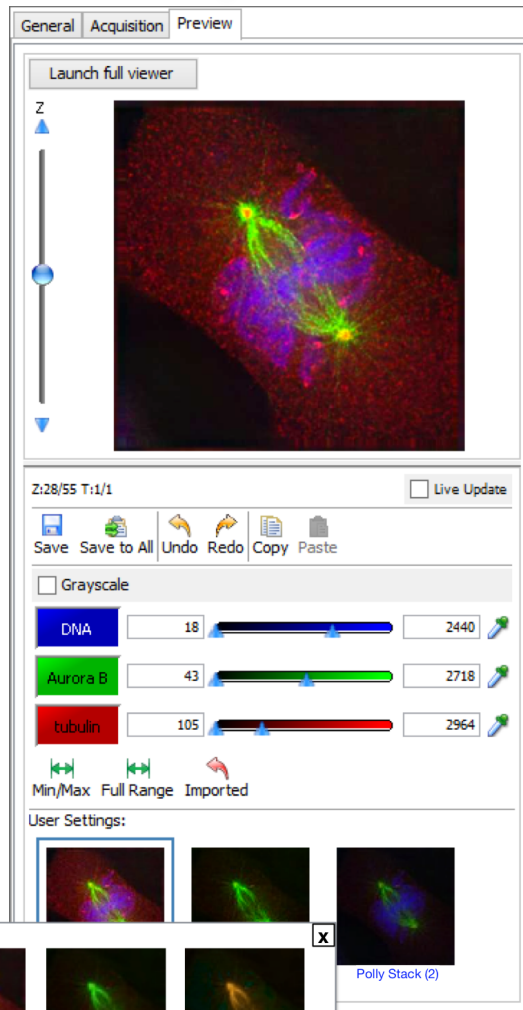 General Acquisition Preview
Launch full viewer
Z
Z:28/55 T:1/1 Live Update
Save Save to All Undo Redo Copy Paste
Grayscale
DNA 18 2440
Aurora B 43 2718
tubulin 105 2964
Min/Max Full Range Imported
User Settings:
x
Polly Stack (2)